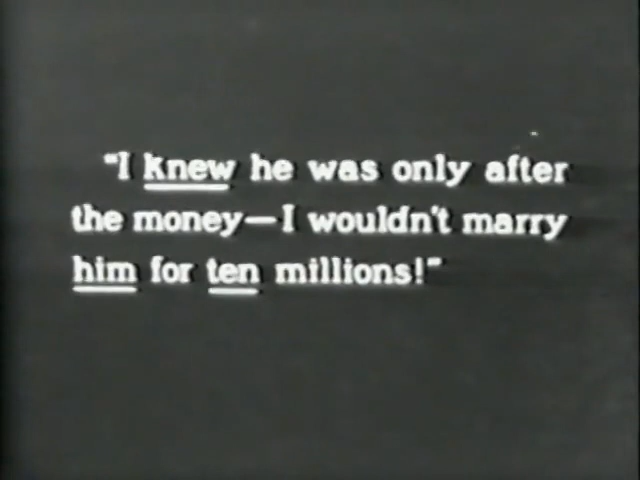 "I knew he was only after
the money—I wouldn't marry
him for ten millions!"